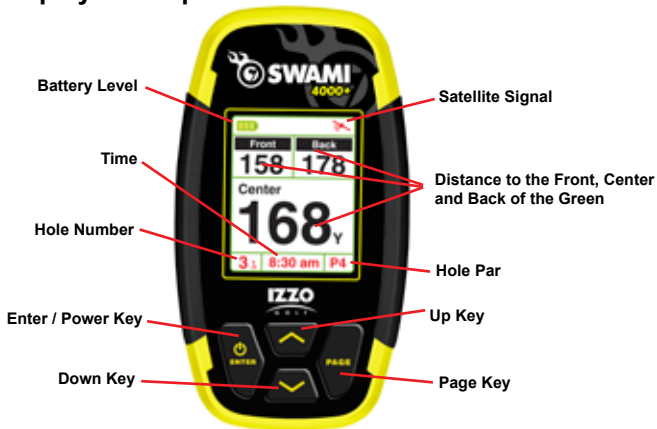 SWAMI
4000+
Battery Level
Satellite Signal
Front
Back
158
178
Time
Distance to the Front, Center
and Back of the Green
Center
168Y
Hole Number
3 1
8:30 am
P4
Hole Par
IZZO
GOLF
Enter / Power Key
Up Key
ENTER
PAGE
Down Key
Page Key